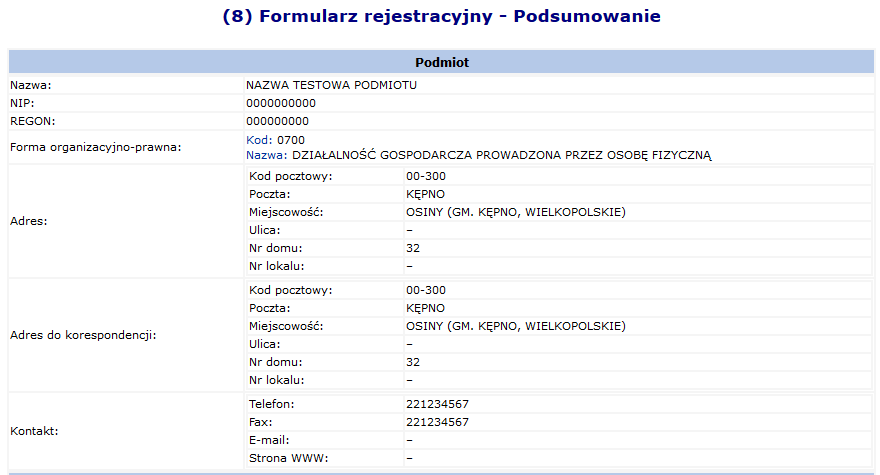 (8) Formularz rejestracyjny - Podsumowanie
Podmiot
Nazwa: NAZWA TESTOWA PODMIOTU
NIP: 0000000000
REGON: 000000000
Forma organizacyjno-prawna:
Kod: 0700
Nazwa: DZIAŁALNOŚĆ GOSPODARCZA PROWADZONA PRZEZ OSOBĘ FIZYCZNĄ
Adres:
Kod pocztowy: 00-300
Poczta: KĘPNO
Miejscowość: OSINY (GM. KĘPNO, WIELKOPOLSKIE)
Ulica: –
Nr domu: 32
Nr lokalu: –
Adres do korespondencji:
Kod pocztowy: 00-300
Poczta: KĘPNO
Miejscowość: OSINY (GM. KĘPNO, WIELKOPOLSKIE)
Ulica: –
Nr domu: 32
Nr lokalu: –
Kontakt:
Telefon: 221234567
Fax: 221234567
E-mail: –
Strona WWW: –